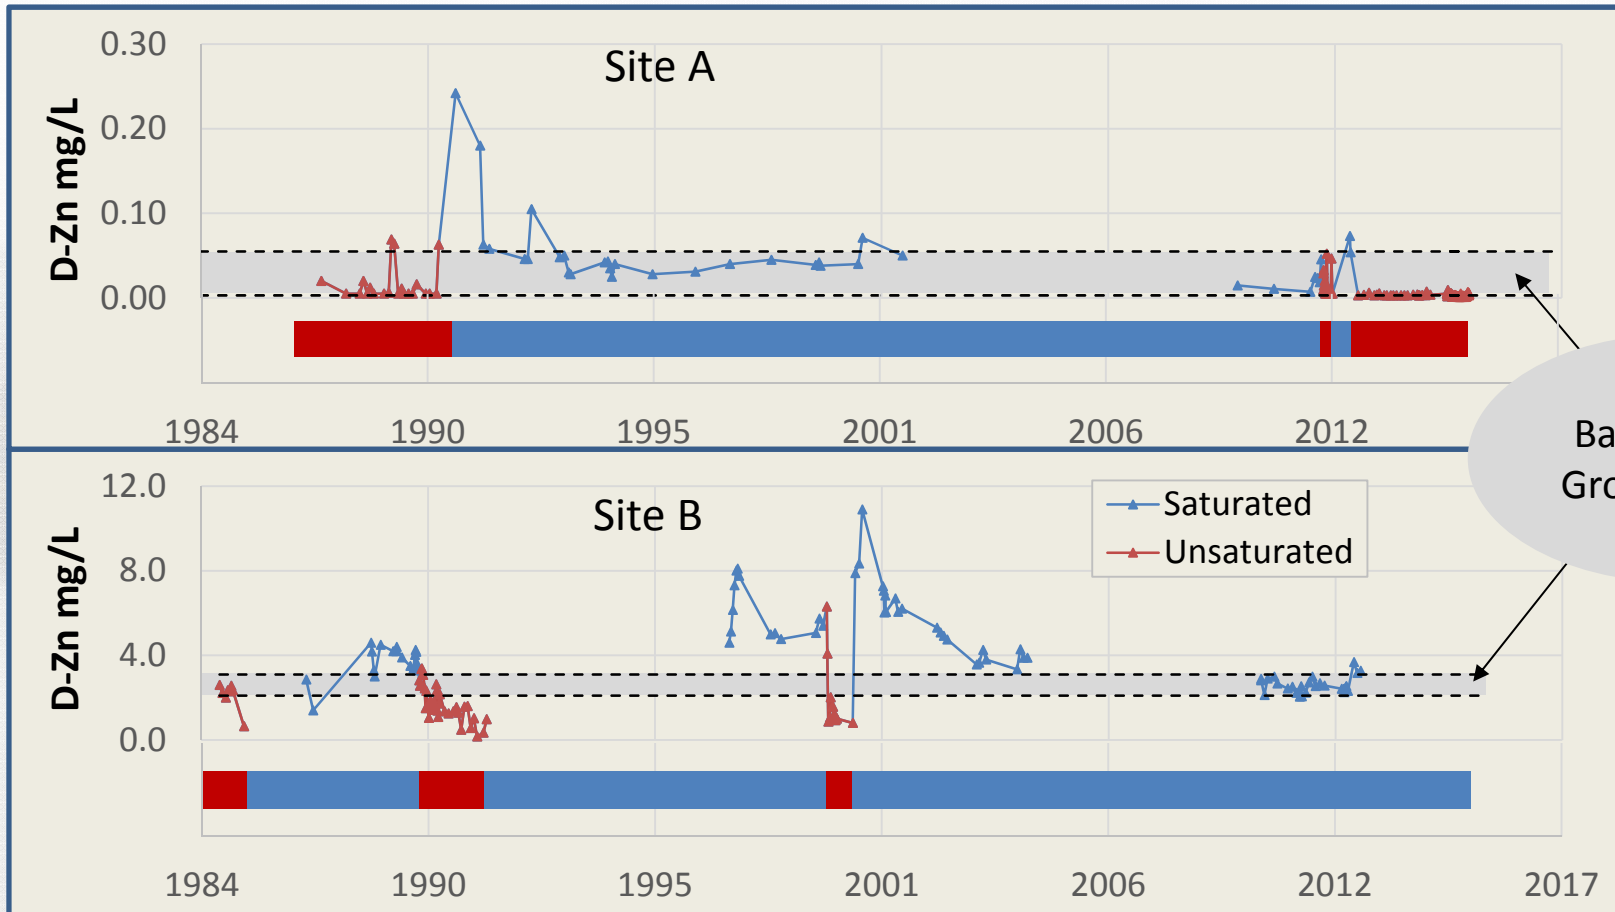 Site A
D-Zn mg/L
0.30
0.20
0.10
0.00
1984 1990 1995 2001 2006 2012
Site B
D-Zn mg/L
12.0
8.0
4.0
0.0
Saturated
Unsaturated
1984 1990 1995 2001 2006 2012 2017
Ba
Gro